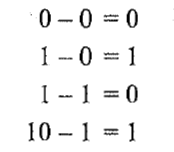 0 – 0 = 0
1 – 0 = 1
1 – 1 = 0
10 – 1 = 1